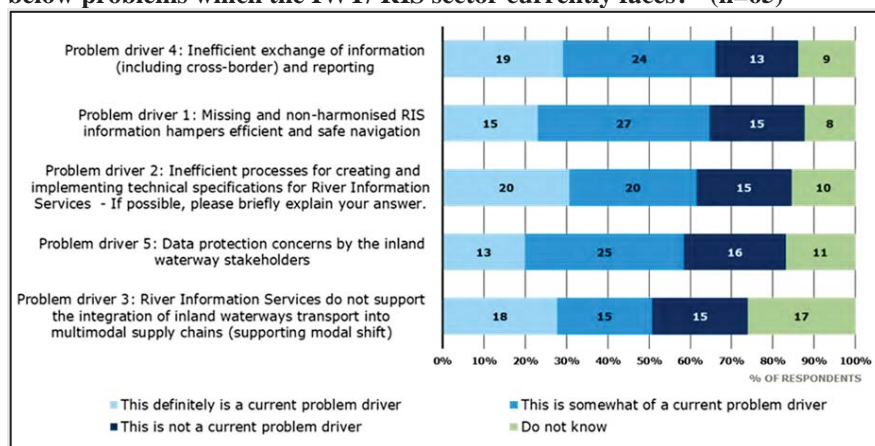 below problems which the IWT/ RIS sector currently faces?" (n=65)
Problem driver 4: Inefficient exchange of information
(including cross-border) and reporting
19 24 13 9
Problem driver 1: Missing and non-harmonised RIS
information hampers efficient and safe navigation
15 27 15 8
Problem driver 2: Inefficient processes for creating and
implementing technical specifications for River Information
Services - If possible, please briefly explain your answer.
20 20 15 10
Problem driver 5: Data protection concerns by the inland
waterway stakeholders
13 25 16 11
Problem driver 3: River Information Services do not support
the integration of inland waterways transport into
multimodal supply chains (supporting modal shift)
18 15 15 17
0% 10% 20% 30% 40% 50% 60% 70% 80% 90% 100%
% OF RESPONDENTS
This definitely is a current problem driver
This is somewhat of a current problem driver
This is not a current problem driver
Do not know